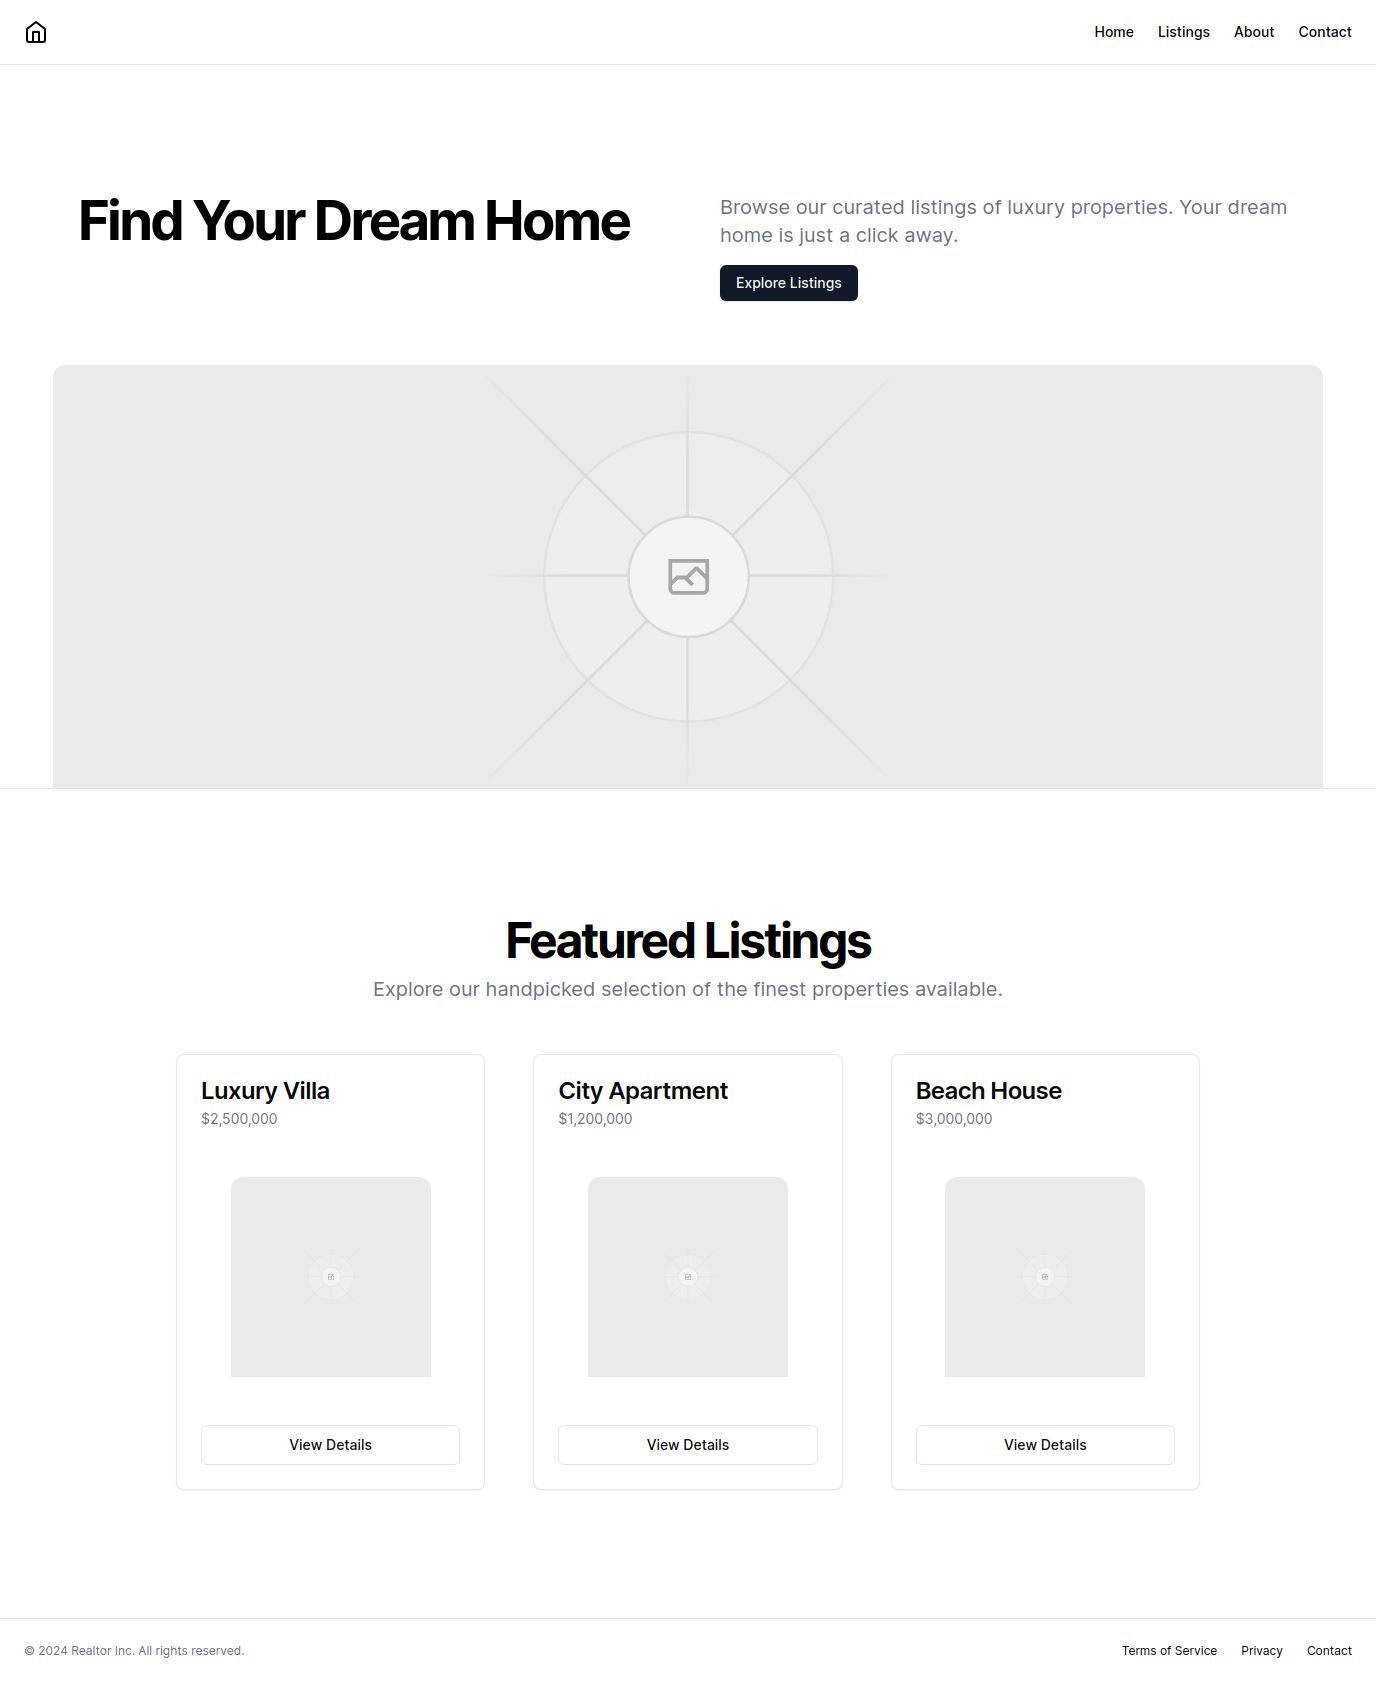 Home Listings About Contact
Find Your Dream Home
Browse our curated listings of luxury properties. Your dream
home is just a click away.
Explore Listings
Featured Listings
Explore our handpicked selection of the finest properties available.
Luxury Villa
$2,500,000
View Details
City Apartment
$1,200,000
View Details
Beach House
$3,000,000
View Details
© 2024 Realtor Inc. All rights reserved.
Terms of Service Privacy Contact